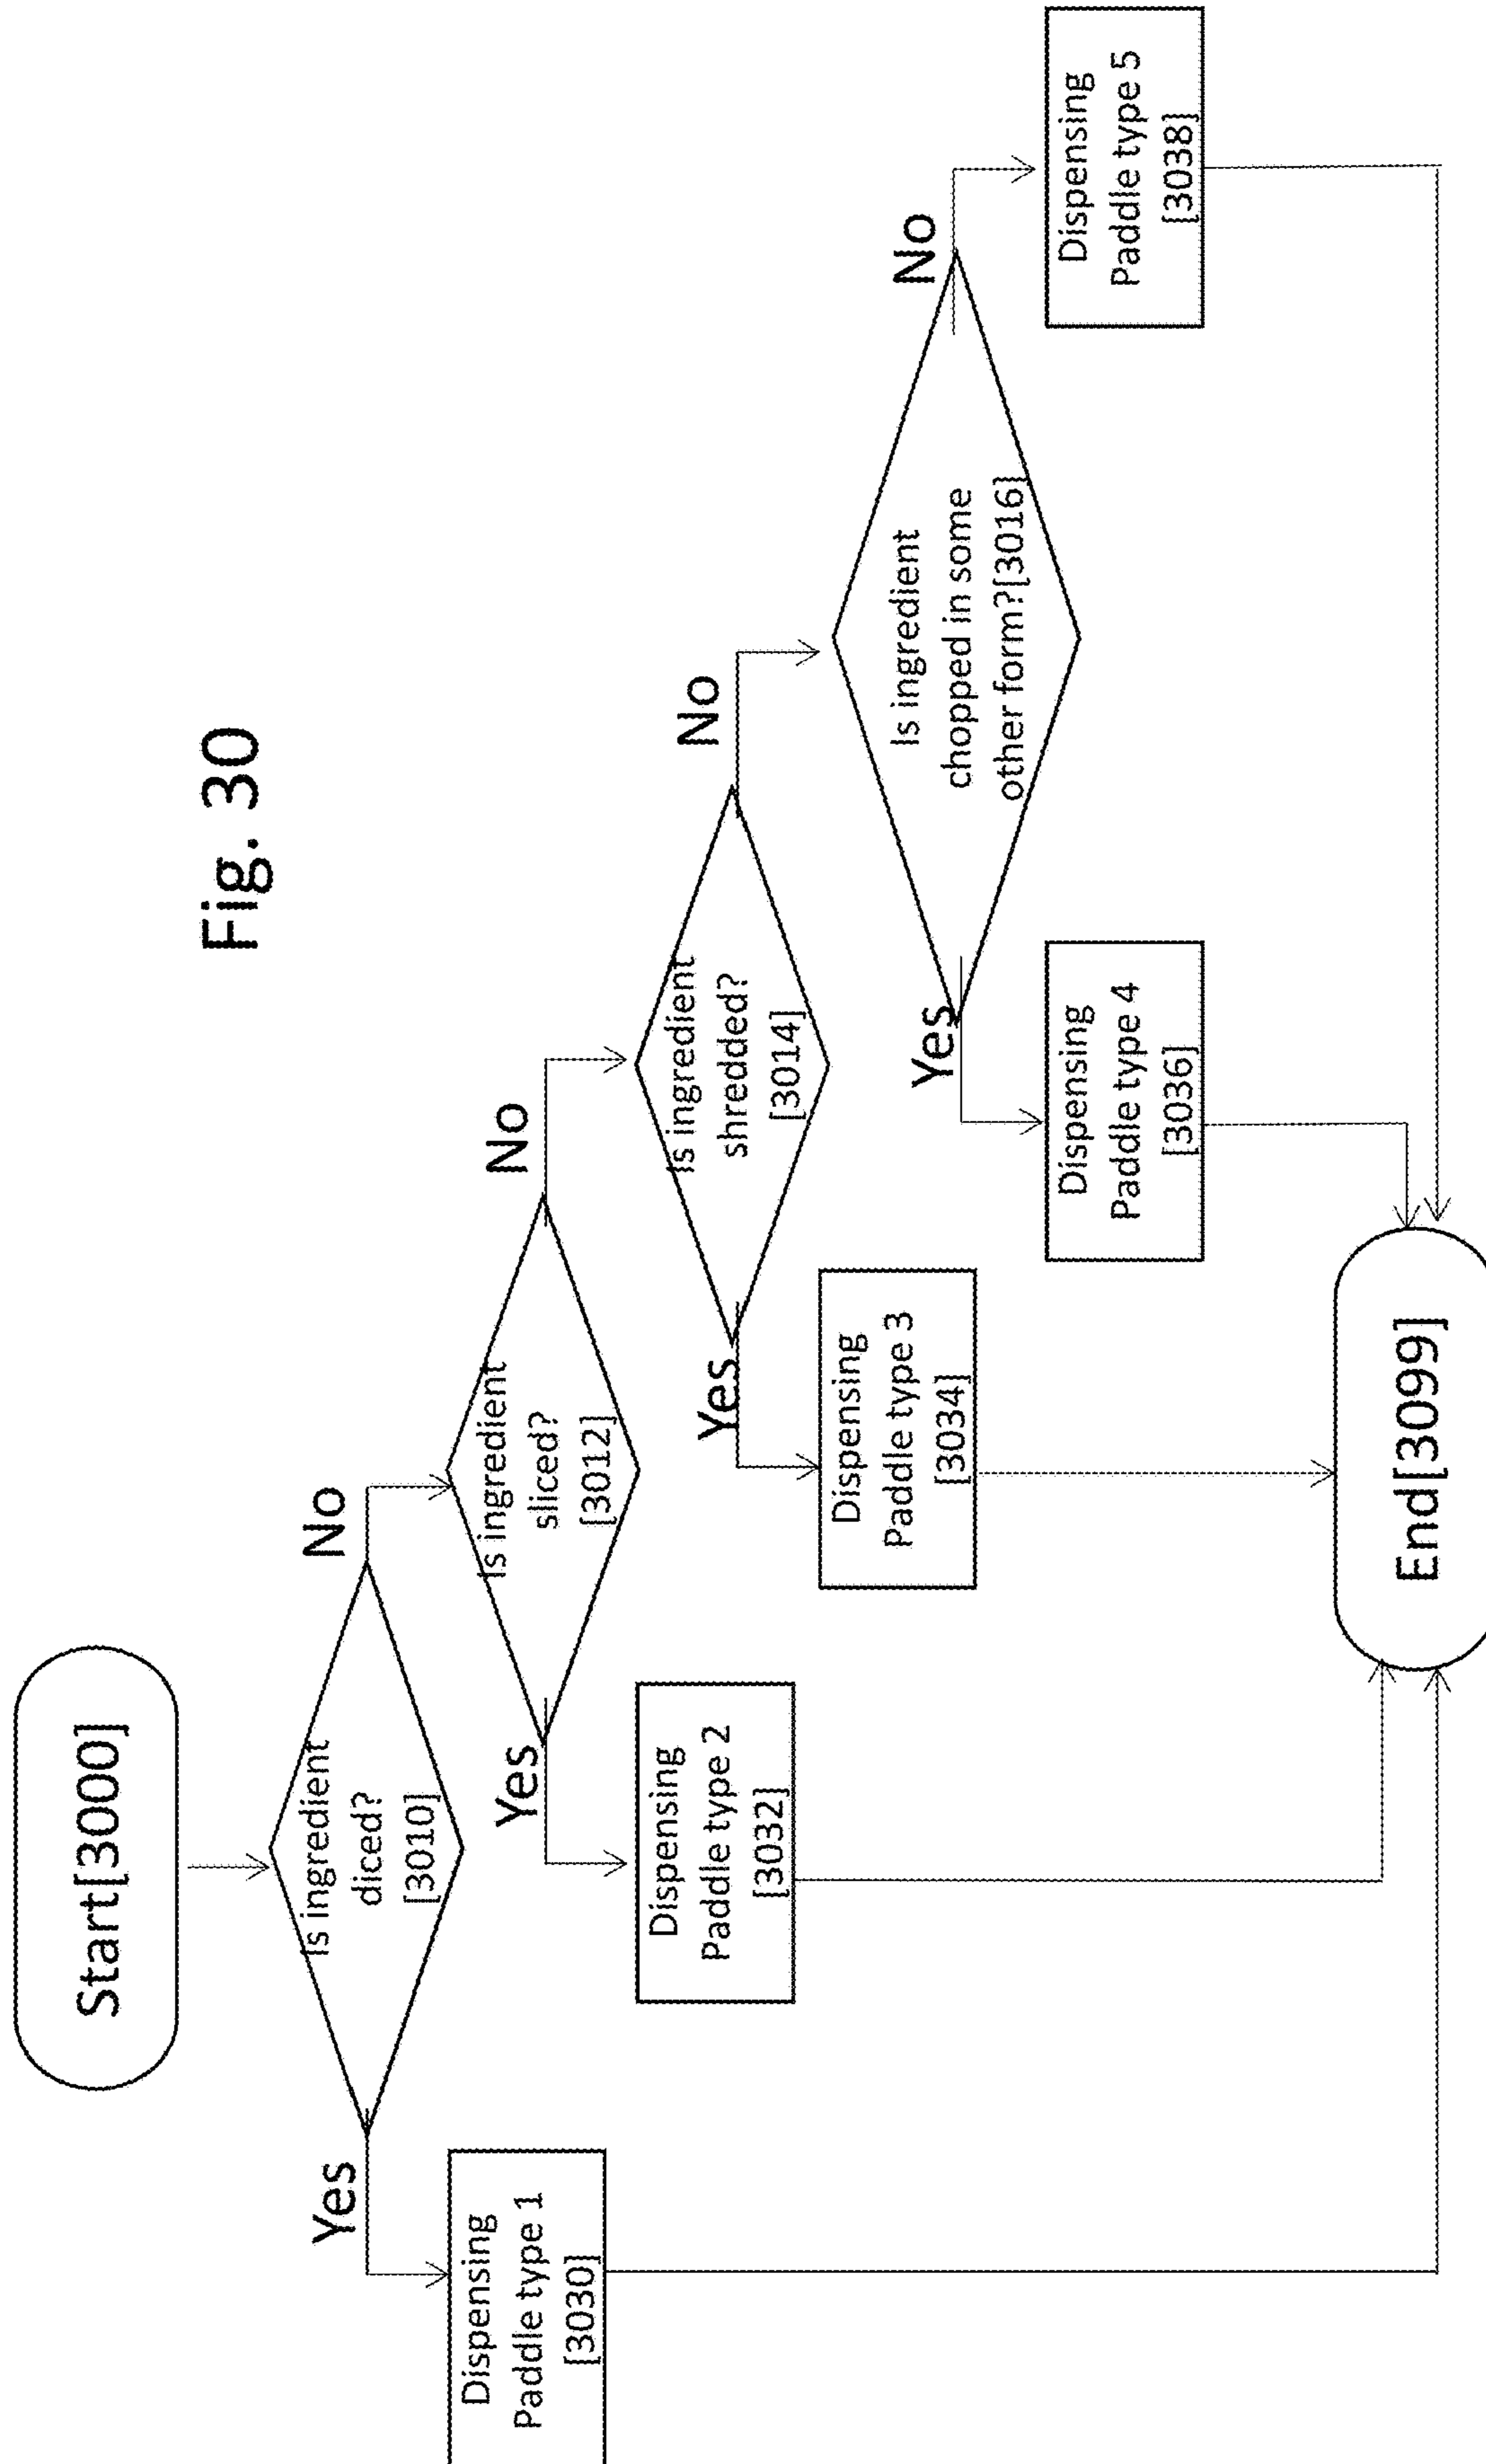 Fig. 30
Start[3000]
Is ingredient
diced?
[3010]
Yes
No
Dispensing
Paddle type 1
[3030]
Is ingredient
sliced?
[3012]
Yes
No
Dispensing
Paddle type 2
[3032]
Is ingredient
shredded?
[3014]
Yes
No
Dispensing
Paddle type 3
[3034]
Is ingredient
chopped in some
other form?[3016]
Yes
No
Dispensing
Paddle type 4
[3036]
Dispensing
Paddle type 5
[3038]
End[3099]